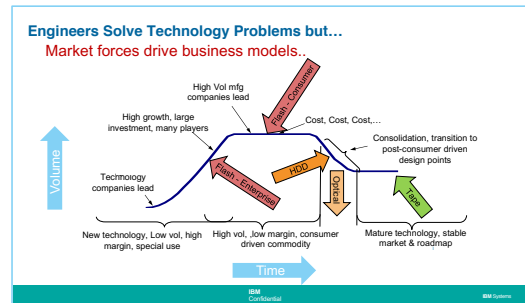 Engineers Solve Technology Problems but…
Market forces drive business models..
High Vol mfg
companies lead
Flash - Consumer
High growth, large
investment, many players
Cost, Cost, Cost,…
Consolidation, transition to
post-consumer driven
design points
Volume
Technology
companies lead
Flash - Enterprise
HDD
Optical
Tape
New technology, Low vol, high
margin, special use
High vol, ,low margin, consumer
driven commodity
Mature technology, stable
market & roadmap
Time
IBM
Confidential
IBM Systems